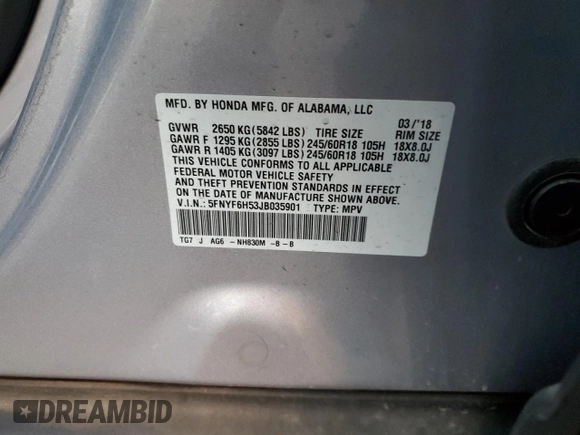 MFD. BY HONDA MFG. OF ALABAMA, LLC
03/'18
GVWR 2650 KG(5842 LBS) TIRE SIZE RIM SIZE
GAWR F 1295 KG(2855 LBS)245/60R18 105H 18X8.0J
GAWR R 1405 KG(3097 LBS)245/60R18 105H 18X8.0J
THIS VEHICLE CONFORMS TO ALL APPLICABLE
FEDERAL MOTOR VEHICLE SAFETY
AND THEFT PREVENTION STANDARDS IN EFFECT
ON THE DATE OF MANUFACTURE SHOWN ABOVE.
V.I.N.: 5FNYF6H53JB035901 TYPE: MPV
TG7 J AG6 -NH830M -B -B
DREAMBID